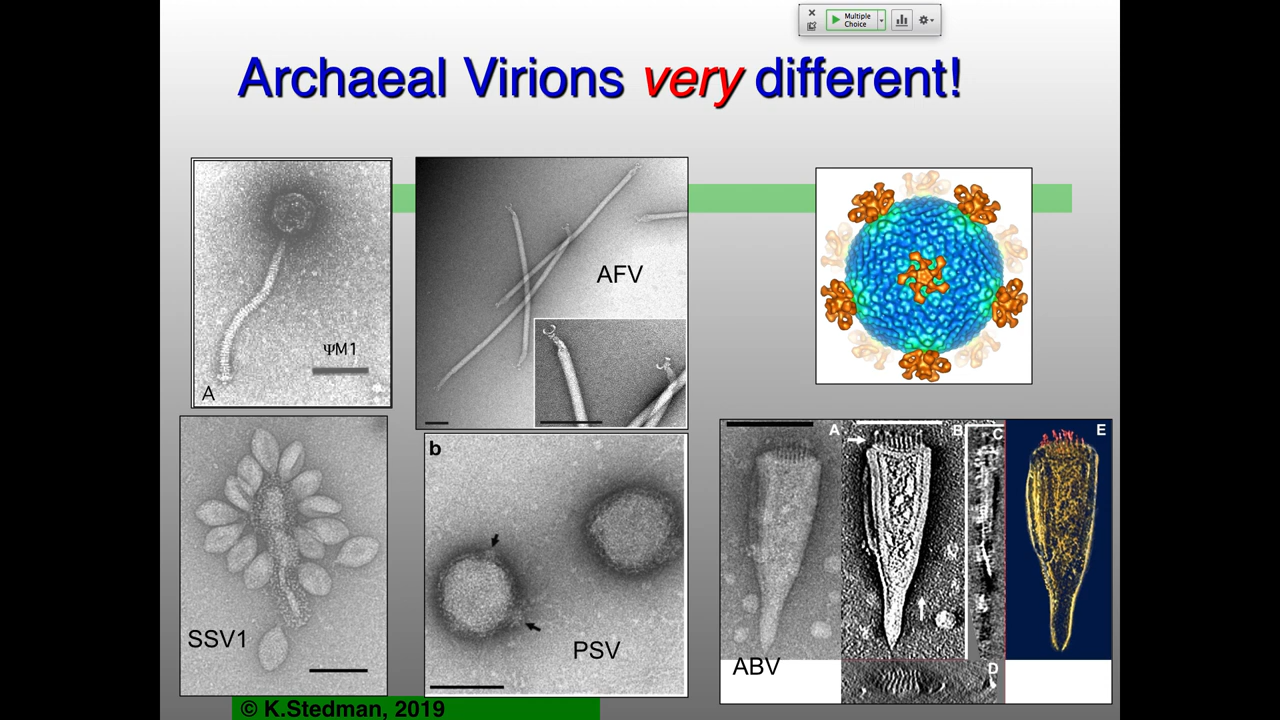 Multiple
Choice
Archaeal Virions very different!
ΨM1
A
AFV
SSV1
b
PSV
A
B
C
E
ABV
D
© K.Stedman, 2019